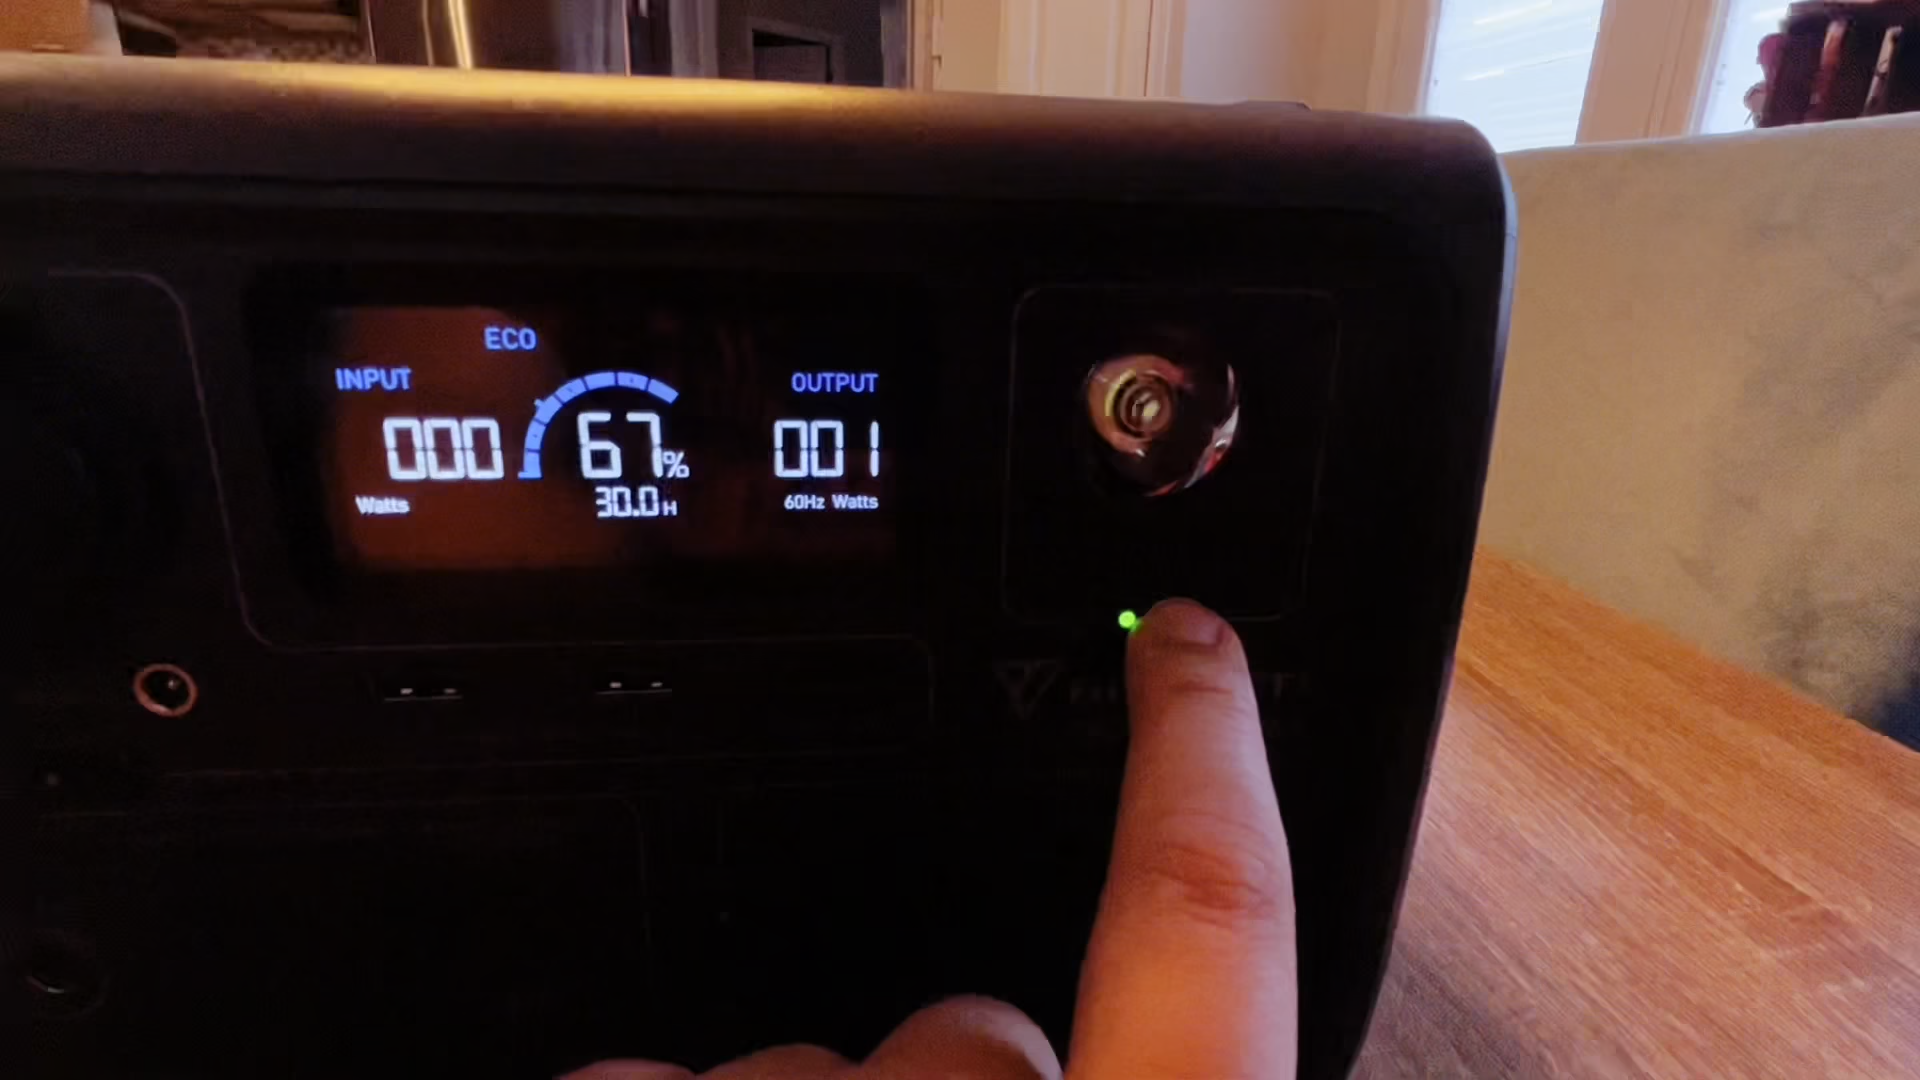 ECO
INPUT
OUTPUT
000
67%
001
Watts
30.0H
60Hz Watts